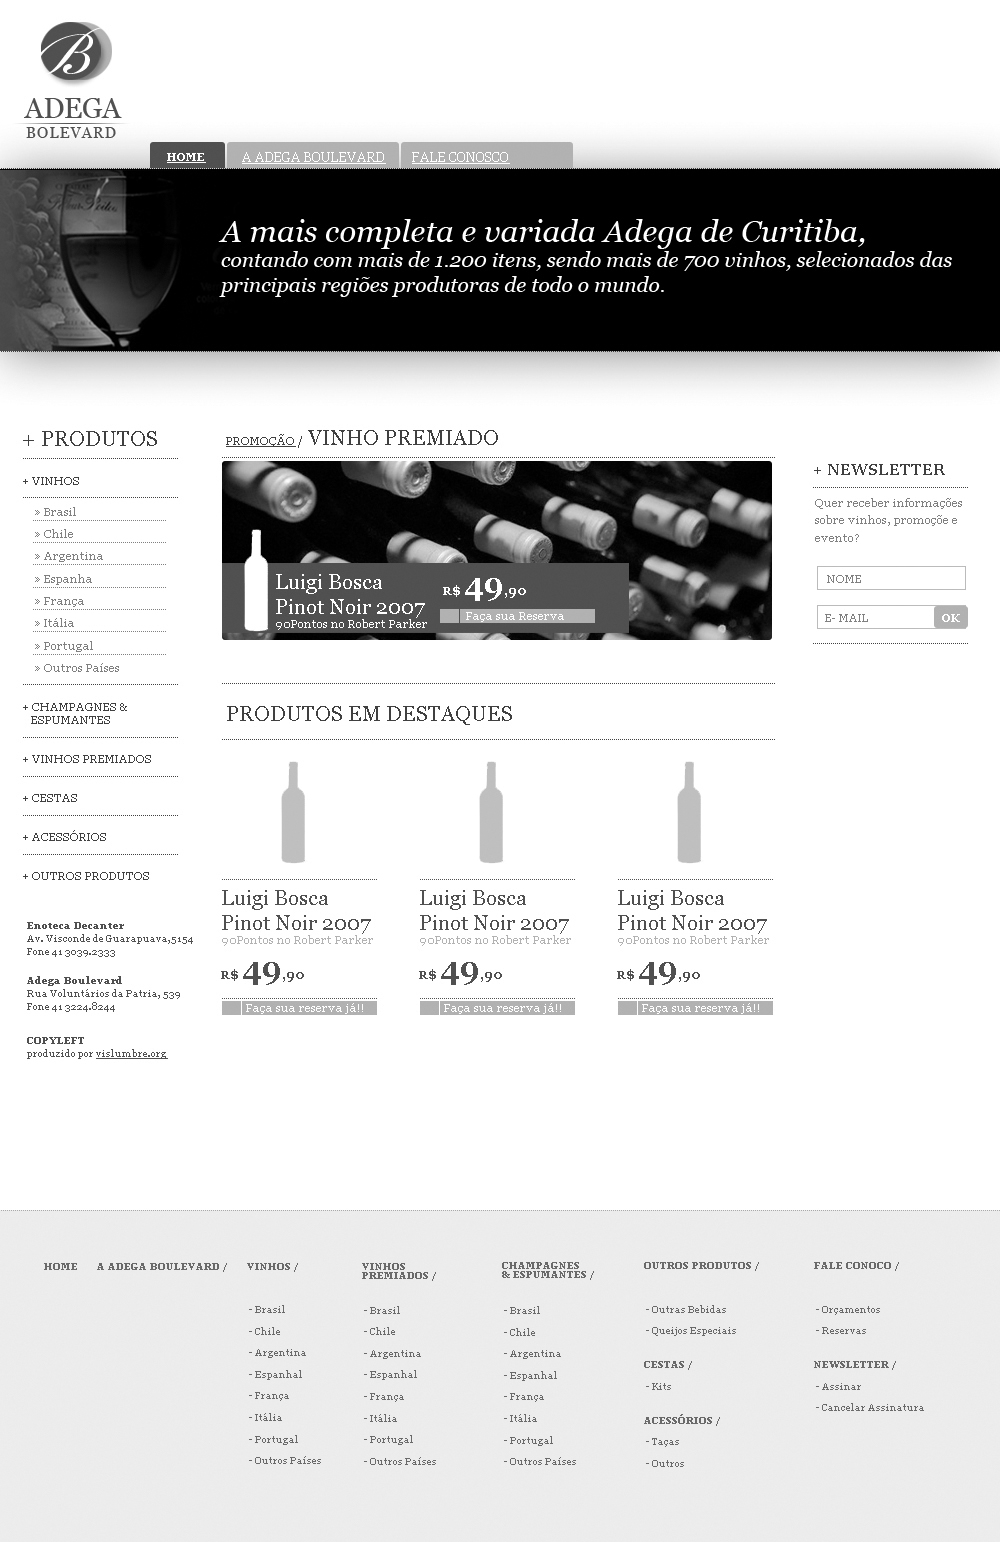 B
ADEGA
BOLEVARD
HOME
A ADEGA BOULEVARD
FALE CONOSCO
A mais completa e variada Adega de Curitiba,
contando com mais de 1.200 itens, sendo mais de 700 vinhos, selecionados das
principais regiões produtoras de todo o mundo.
+ PRODUTOS
+ VINHOS
» Brasil
» Chile
» Argentina
» Espanha
» França
» Itália
» Portugal
» Outros Países
+ CHAMPAGNES &
ESPUMANTES
+ VINHOS PREMIADOS
+ CESTAS
+ ACESSÓRIOS
+ OUTROS PRODUTOS
Enoteca Decanter
Av. Visconde de Guarapuava,5154
Fone 41 3039.2333
Adega Boulevard
Rua Voluntários da Patria, 539
Fone 41 3224.8244
COPYLEFT
produzido por vislumbre.org
PROMOÇÃO / VINHO PREMIADO
Luigi Bosca
Pinot Noir 2007
90Pontos no Robert Parker
R$ 49,90
Faça sua Reserva
PRODUTOS EM DESTAQUES
Luigi Bosca
Pinot Noir 2007
90Pontos no Robert Parker
R$ 49,90
Faça sua reserva já!!
Luigi Bosca
Pinot Noir 2007
90Pontos no Robert Parker
R$ 49,90
Faça sua reserva já!!
Luigi Bosca
Pinot Noir 2007
90Pontos no Robert Parker
R$ 49,90
Faça sua reserva já!!
+ NEWSLETTER
Quer receber informações
sobre vinhos, promoçõe e
evento?
NOME
E- MAIL
OK
HOME
A ADEGA BOULEVARD /
VINHOS /
- Brasil
- Chile
- Argentina
- Espanhal
- França
- Itália
- Portugal
- Outros Países
VINHOS
PREMIADOS /
- Brasil
- Chile
- Argentina
- Espanhal
- França
- Itália
- Portugal
- Outros Países
CHAMPAGNES
& ESPUMANTES /
- Brasil
- Chile
- Argentina
- Espanhal
- França
- Itália
- Portugal
- Outros Países
OUTROS PRODUTOS /
- Outras Bebidas
- Queijos Especiais
CESTAS /
- Kits
ACESSÓRIOS /
- Taças
- Outros
FALE CONOCO /
- Orçamentos
- Reservas
NEWSLETTER /
- Assinar
- Cancelar Assinatura